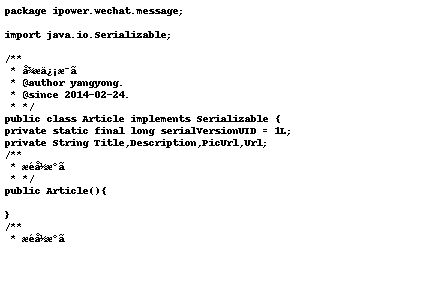 package ipower.wechat.message;
import java.io.Serializable;
/**
 * å¾æä¿¡æ¯ã
 * @author yangyong.
 * @since 2014-02-24.
 * */
public class Article implements Serializable {
private static final long serialVersionUID = 1L;
private String Title,Description,PicUrl,Url;
/**
 * æé å½æ°ã
 * */
public Article(){
}
/**
 * æé å½æ°ã